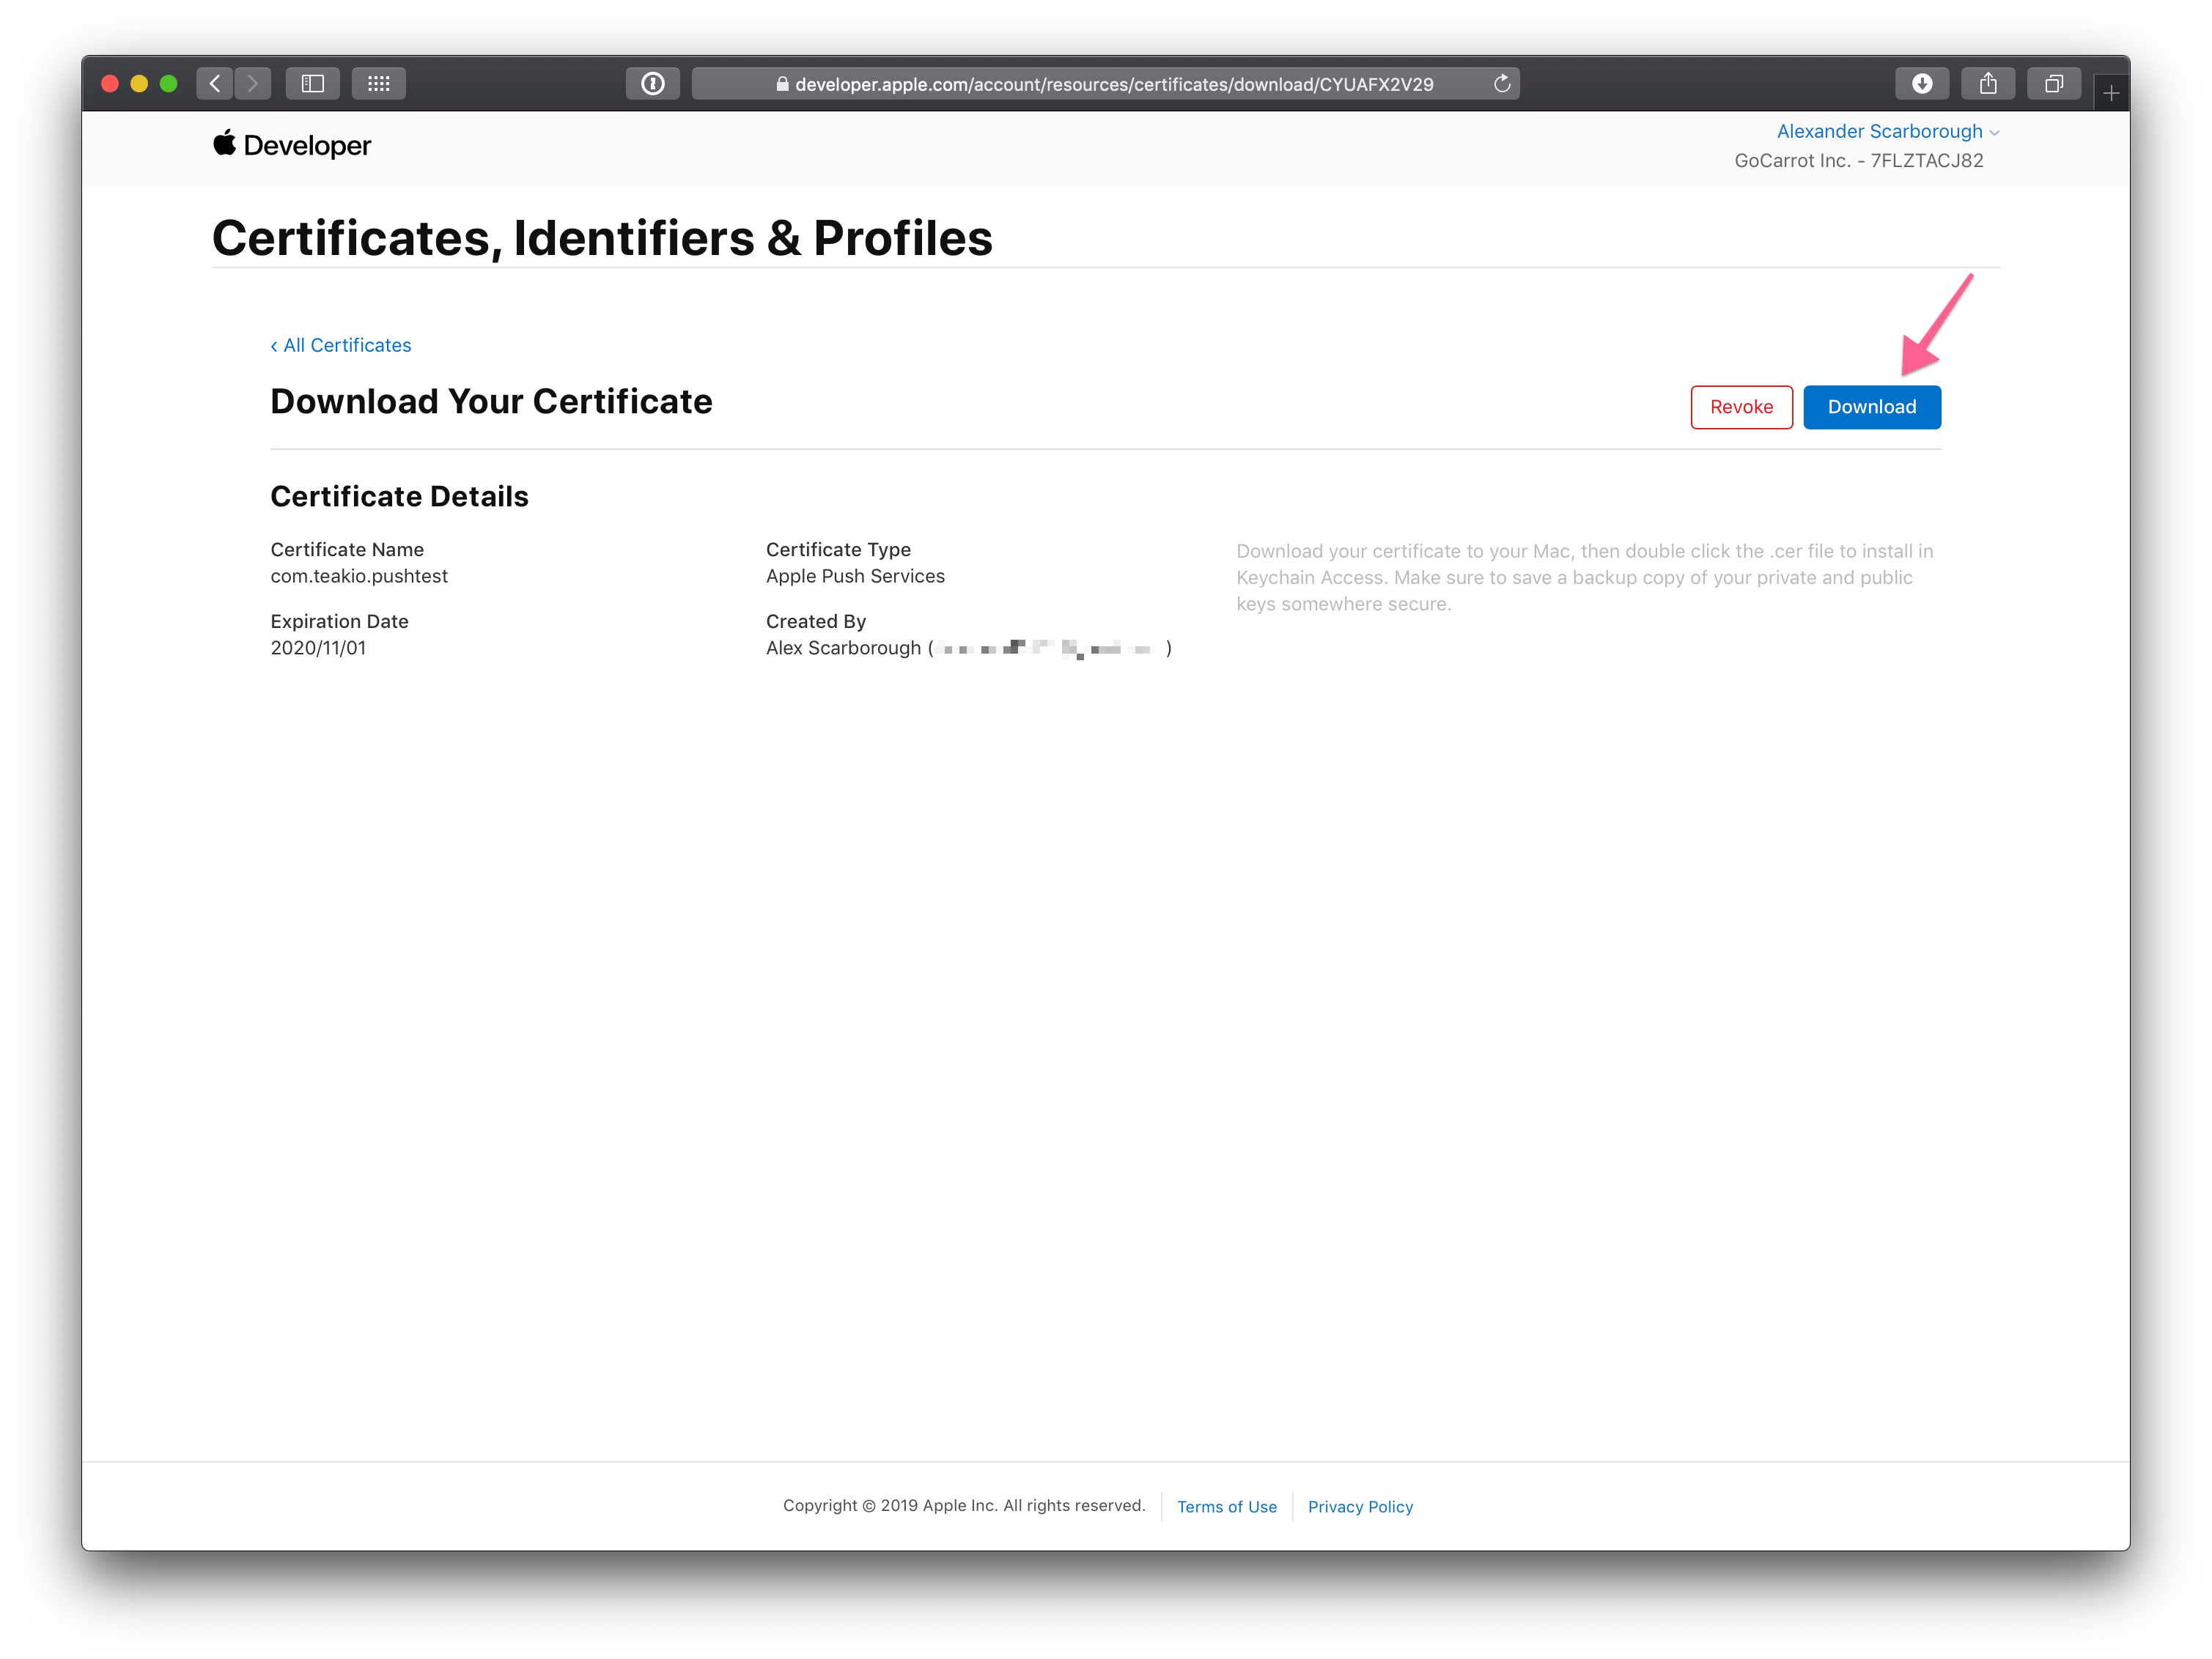 developer.apple.com/account/resources/certificates/download/CYUAFX2V29
Developer
Alexander Scarborough
GoCarrot Inc. - 7FLZTACJ82
Certificates, Identifiers & Profiles
‹ All Certificates
Download Your Certificate
Revoke
Download
Certificate Details
Certificate Name
com.teakio.pushtest
Certificate Type
Apple Push Services
Download your certificate to your Mac, then double click the .cer file to install in
Keychain Access. Make sure to save a backup copy of your private and public
keys somewhere secure.
Expiration Date
2020/11/01
Created By
Alex Scarborough ( )
Copyright © 2019 Apple Inc. All rights reserved.
Terms of Use
Privacy Policy